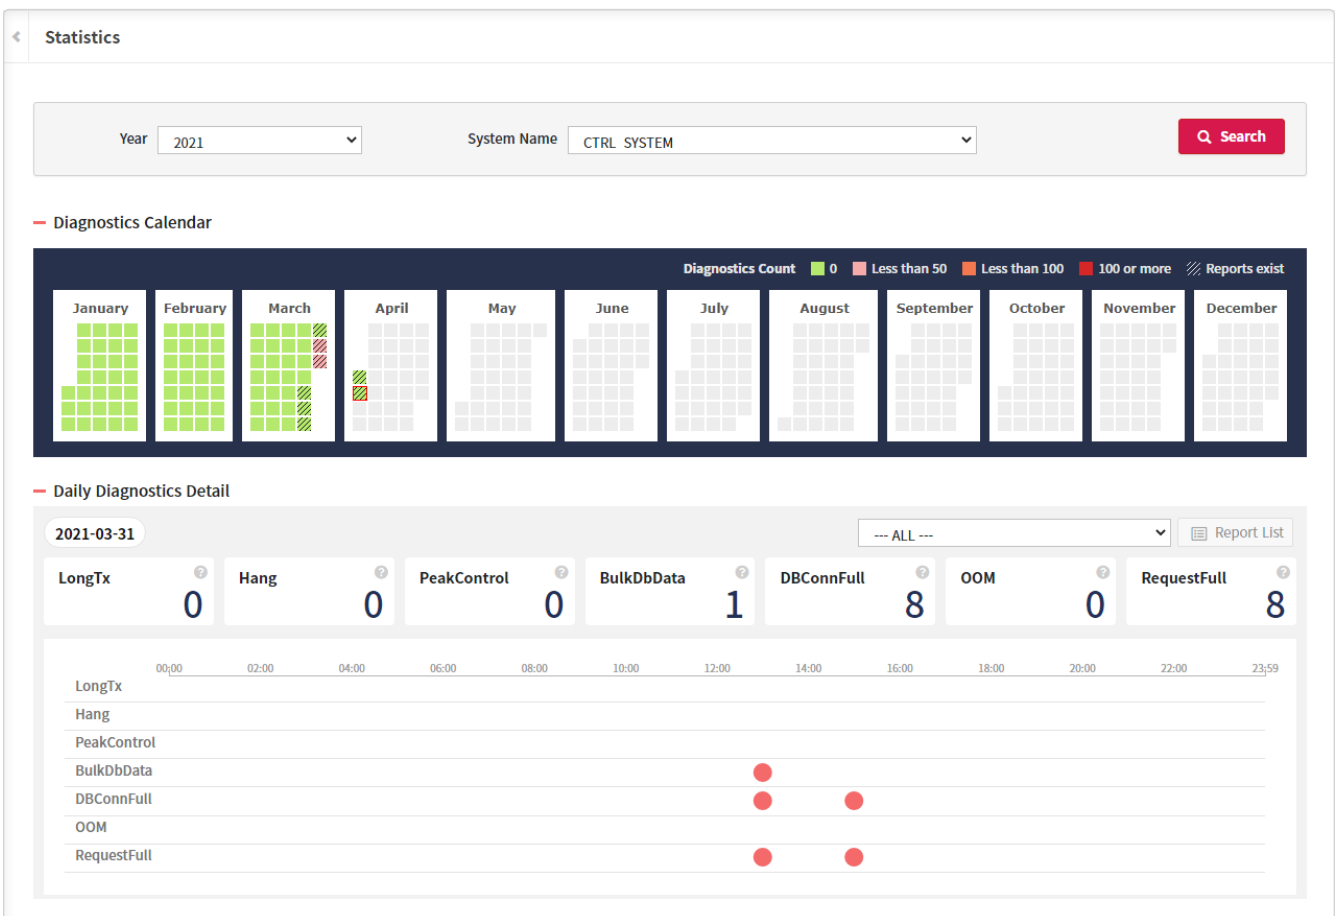 Statistics
Year 2021 System Name CTRL SYSTEM Search
Diagnostics Calendar
Diagnostics Count 0 Less than 50 Less than 100 100 or more Reports exist
January February March April May June July August September October November December
Daily Diagnostics Detail
2021-03-31 --- ALL --- Report List
LongTx ? Hang ? PeakControl ? BulkDbData ? DBConnFull ? OOM ? RequestFull ?
0 0 0 1 8 0 8
00:00 02:00 04:00 06:00 08:00 10:00 12:00 14:00 16:00 18:00 20:00 22:00 23:59
LongTx
Hang
PeakControl
BulkDbData
DBConnFull
OOM
RequestFull